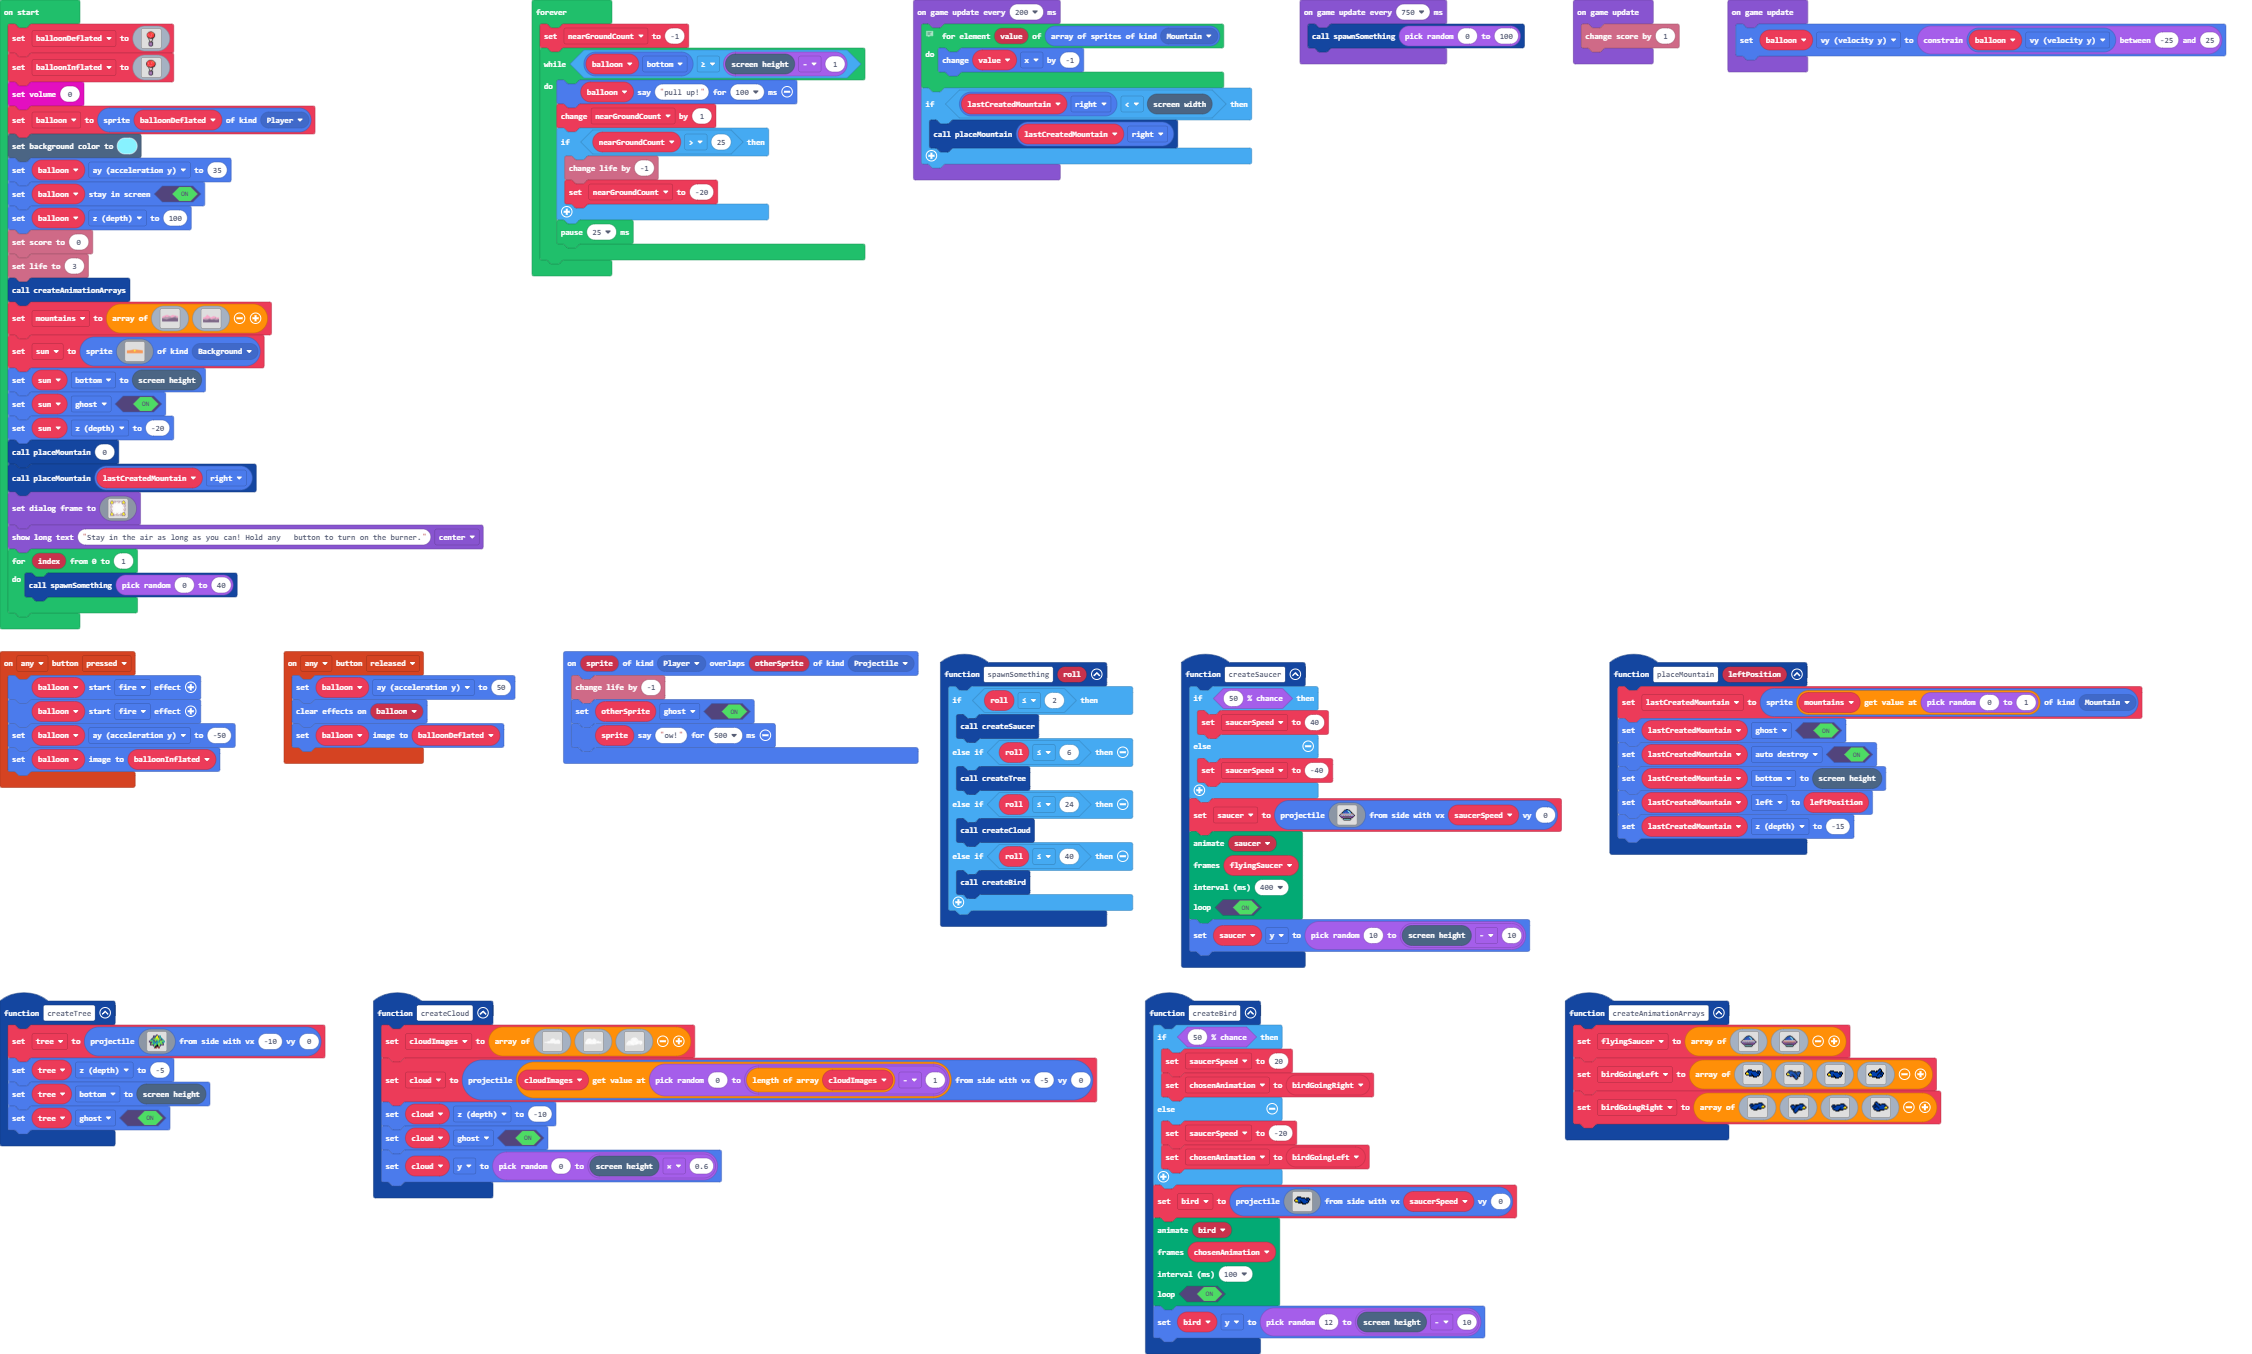 on start
set balloonDeflated to
set balloonInflated to
set volume 0
set balloon to sprite balloonDeflated of kind Player
set background color to
set balloon ay (acceleration y) to 35
set balloon stay in screen ON
set balloon z (depth) to 100
set score to 0
set life to 3
call createAnimationArrays
set mountains to array of
set sun to sprite of kind Background
set sun bottom to screen height
set sun ghost ON
set sun z (depth) to -20
call placeMountain 0
call placeMountain lastCreatedMountain right
set dialog frame to
show long text "Stay in the air as long as you can! Hold any button to turn on the burner." center
for index from 0 to 1
do call spawnSomething pick random 0 to 40
forever
set nearGroundCount to -1
while balloon bottom ≥ screen height - 1
do balloon say "pull up!" for 100 ms
change nearGroundCount by 1
if nearGroundCount > 25 then
change life by -1
set nearGroundCount to -20
pause 25 ms
on game update every 200 ms
for element value of array of sprites of kind Mountain
do change value x by -1
if lastCreatedMountain right < screen width then
call placeMountain lastCreatedMountain right
on game update every 750 ms
call spawnSomething pick random 0 to 100
on game update
change score by 1
on game update
set balloon vy (velocity y) to constrain balloon vy (velocity y) between -25 and 25
on any button pressed
balloon start fire effect
balloon start fire effect
set balloon ay (acceleration y) to -50
set balloon image to balloonInflated
on any button released
set balloon ay (acceleration y) to 50
clear effects on balloon
set balloon image to balloonDeflated
on sprite of kind Player overlaps otherSprite of kind Projectile
change life by -1
set otherSprite ghost ON
sprite say "ow!" for 500 ms
function spawnSomething roll
if roll ≤ 2 then
call createSaucer
else if roll ≤ 6 then
call createTree
else if roll ≤ 24 then
call createCloud
else if roll ≤ 40 then
call createBird
function createSaucer
if 50 % chance then
set saucerSpeed to 40
else
set saucerSpeed to -40
set saucer to projectile from side with vx saucerSpeed vy 0
animate saucer
frames flyingSaucer
interval (ms) 400
loop ON
set saucer y to pick random 10 to screen height - 10
function placeMountain leftPosition
set lastCreatedMountain to sprite mountains get value at pick random 0 to 1 of kind Mountain
set lastCreatedMountain ghost ON
set lastCreatedMountain auto destroy ON
set lastCreatedMountain bottom to screen height
set lastCreatedMountain left to leftPosition
set lastCreatedMountain z (depth) to -15
function createTree
set tree to projectile from side with vx -10 vy 0
set tree z (depth) to -5
set tree bottom to screen height
set tree ghost ON
function createCloud
set cloudImages to array of
set cloud to projectile cloudImages get value at pick random 0 to length of array cloudImages - 1 from side with vx -5 vy 0
set cloud z (depth) to -10
set cloud ghost ON
set cloud y to pick random 0 to screen height × 0.6
function createBird
if 50 % chance then
set saucerSpeed to 20
set chosenAnimation to birdGoingRight
else
set saucerSpeed to -20
set chosenAnimation to birdGoingLeft
set bird to projectile from side with vx saucerSpeed vy 0
animate bird
frames chosenAnimation
interval (ms) 100
loop ON
set bird y to pick random 12 to screen height - 10
function createAnimationArrays
set flyingSaucer to array of
set birdGoingLeft to array of
set birdGoingRight to array of